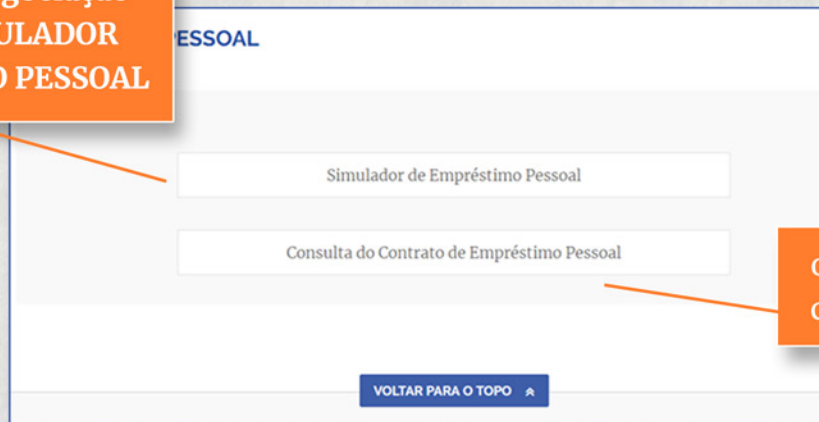 ULADOR
PESSOAL
PESSOAL
Simulador de Empréstimo Pessoal
Consulta do Contrato de Empréstimo Pessoal
VOLTAR PARA O TOPO